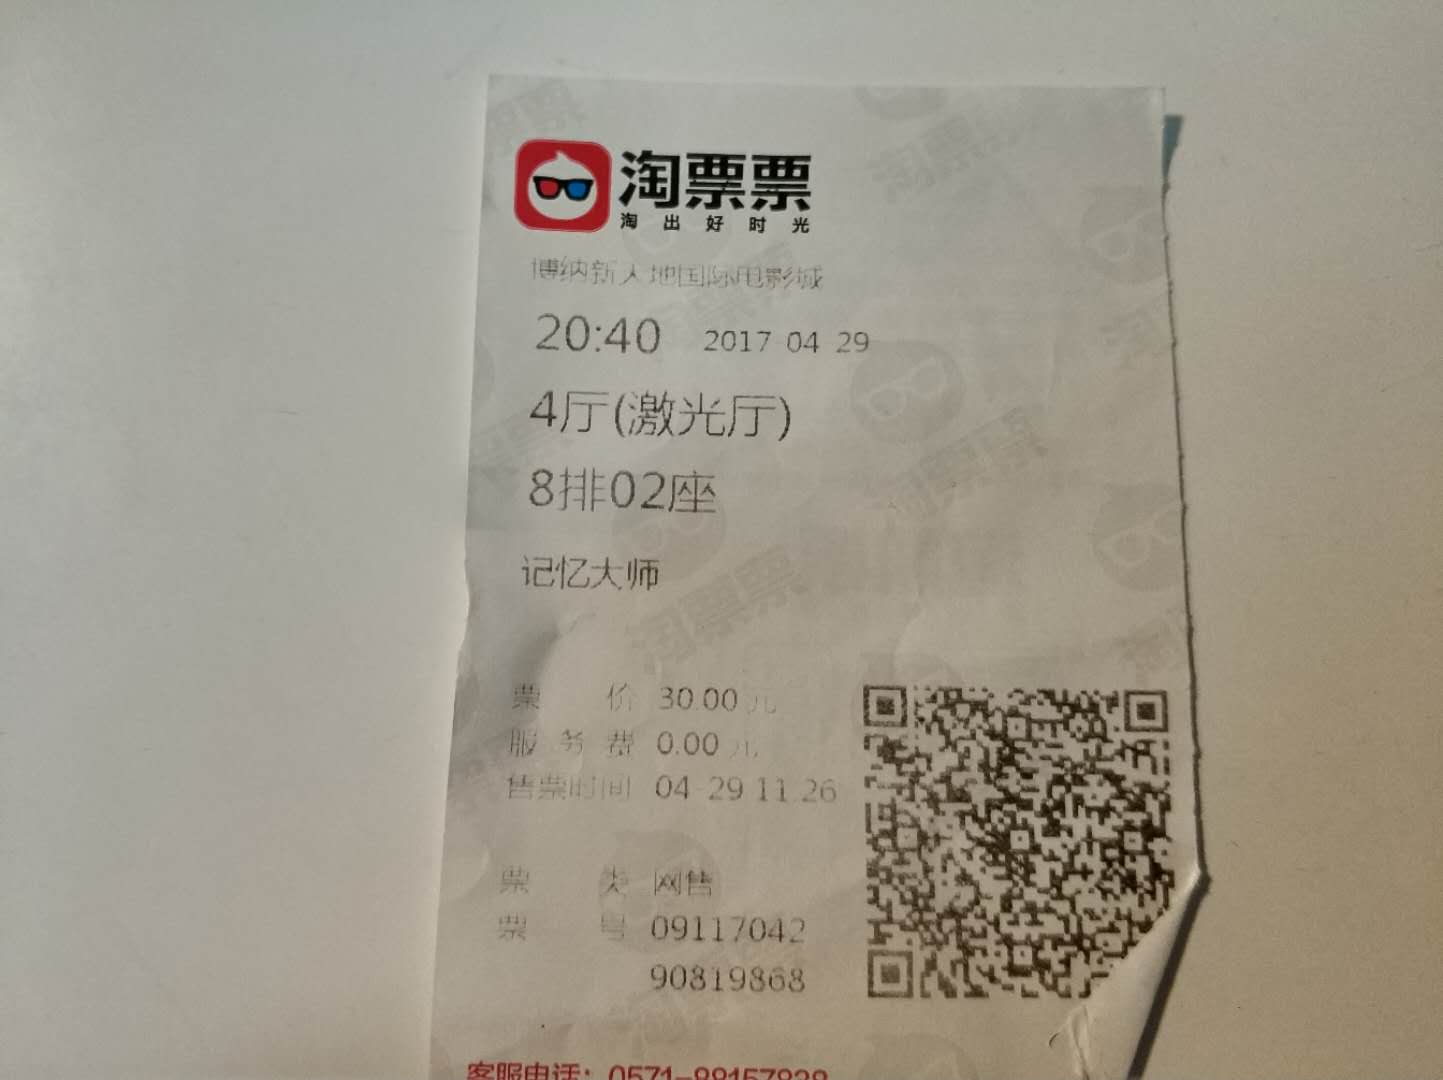 淘票票
淘出好时光
博纳新天地国际电影城
20:40 2017 04 29
4厅(激光厅)
8排02座
记忆大师
票 价 30.00元
服 务 费 0.00元
售票时间 04-29 11:26
票 类 网售
票 号 09117042
90819868
客服电话：0571-88157838